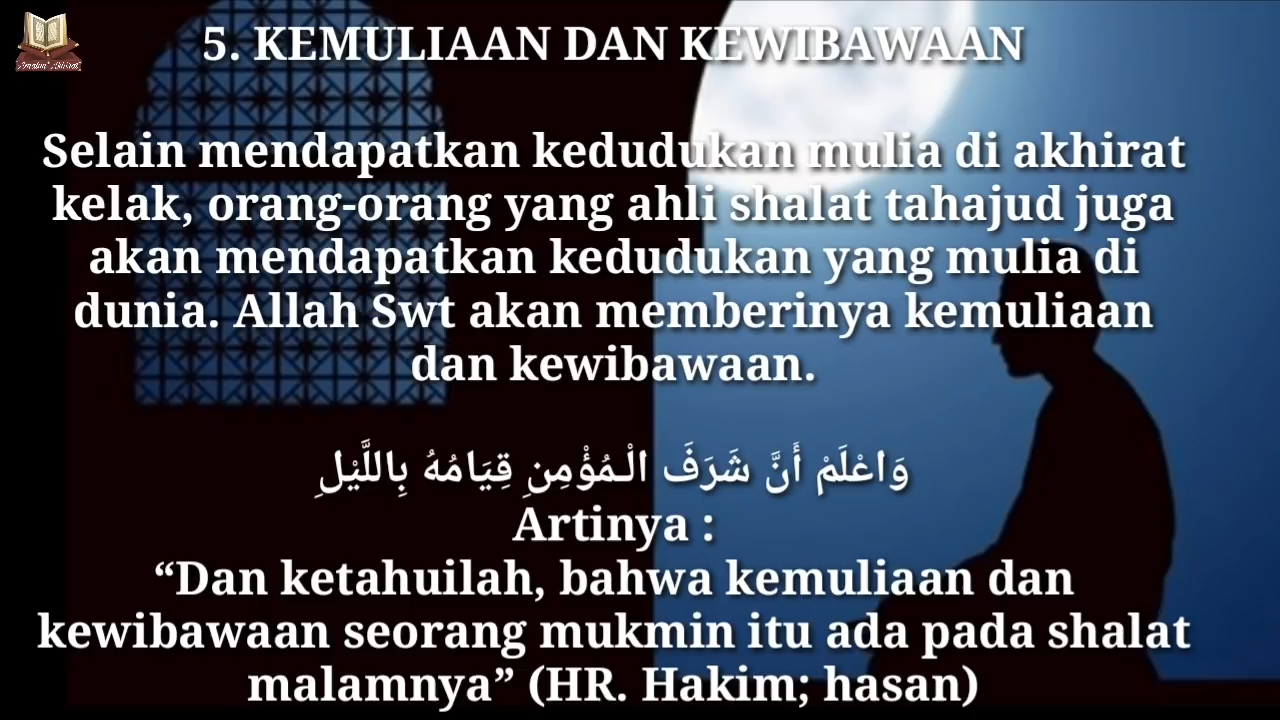 5. KEMULIAAN DAN KEWIBAWAAN
Selain mendapatkan kedudukan mulia di akhirat
kelak, orang-orang yang ahli shalat tahajud juga
akan mendapatkan kedudukan yang mulia di
dunia. Allah Swt akan memberinya kemuliaan
dan kewibawaan.
وَاعْلَمْ أَنَّ شَرَفَ الْـمُؤْمِنِ قِيَامُهُ بِاللَّيْلِ
Artinya :
“Dan ketahuilah, bahwa kemuliaan dan
kewibawaan seorang mukmin itu ada pada shalat
malamnya” (HR. Hakim; hasan)